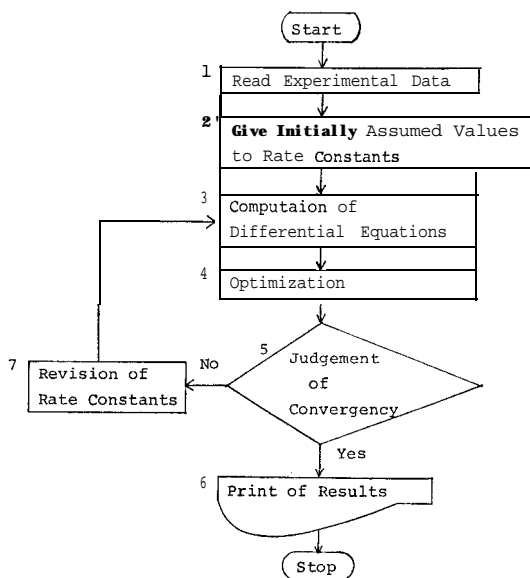 Start
1
Read Experimental Data
2'
Give Initially Assumed Values
to Rate Constants
3
Computaion of
Differential Equations
4
Optimization
5
Judgement
of
Convergency
No
7
Revision of
Rate Constants
Yes
6
Print of Results
Stop